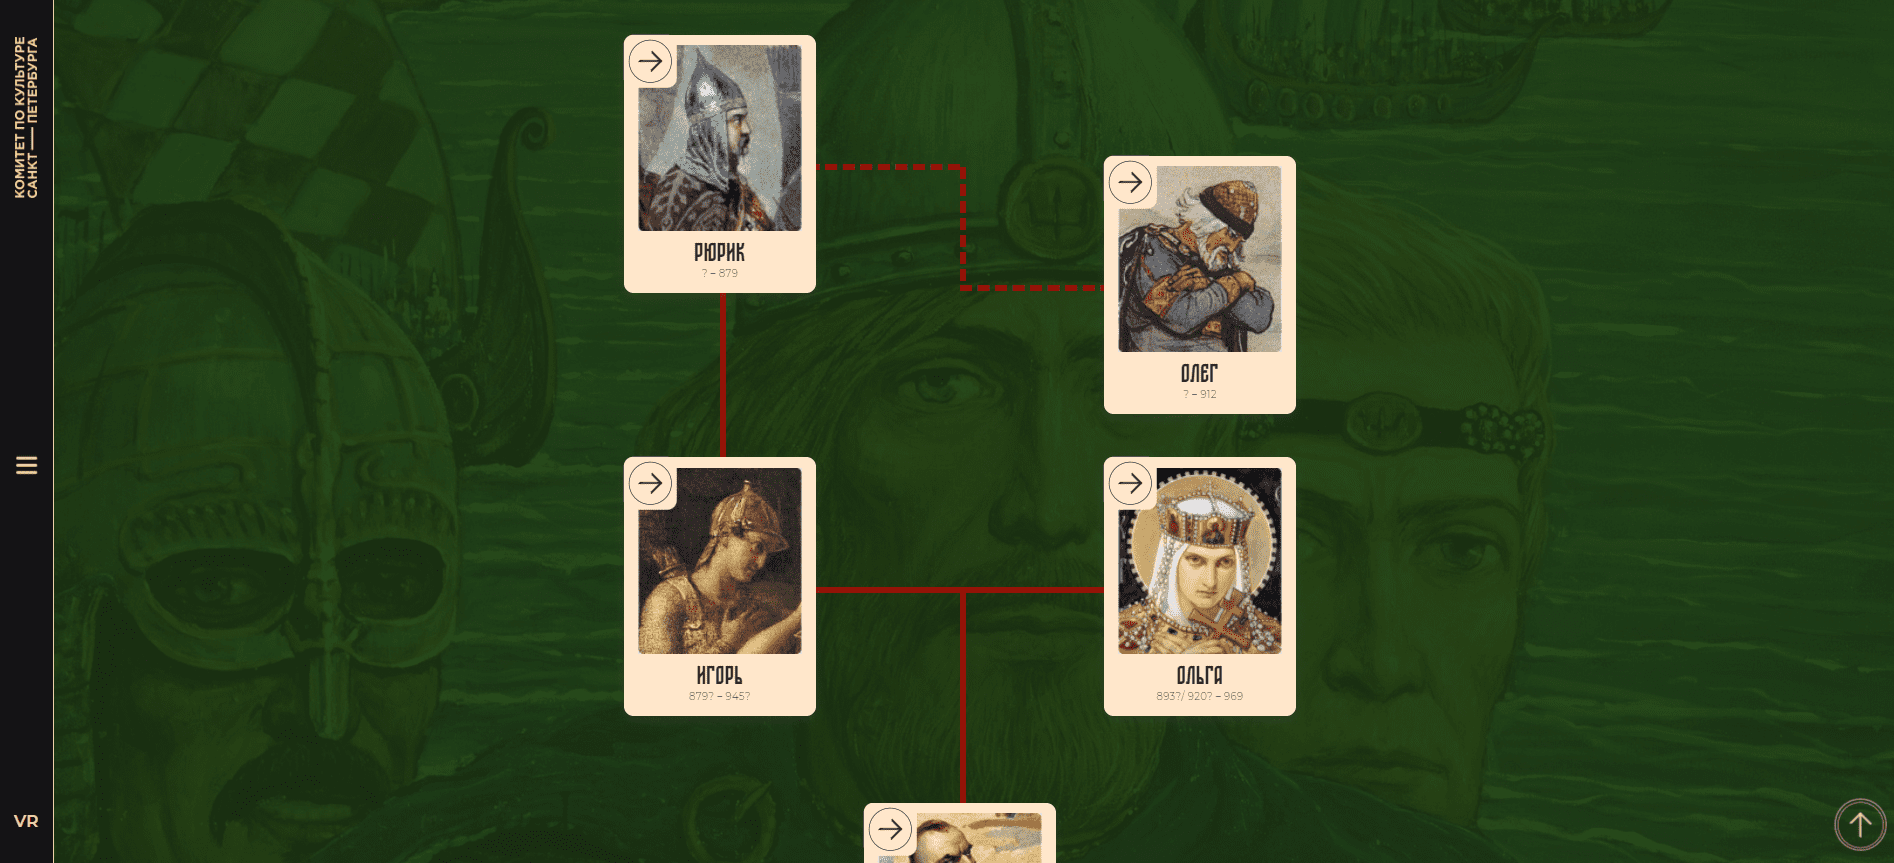 КОМИТЕТ ПО КУЛЬТУРЕ
САНКТ — ПЕТЕРБУРГА
РЮРИК
? – 879
ОЛЕГ
? – 912
ИГОРЬ
879? – 945?
ОЛЬГА
893?/ 920? – 969
VR